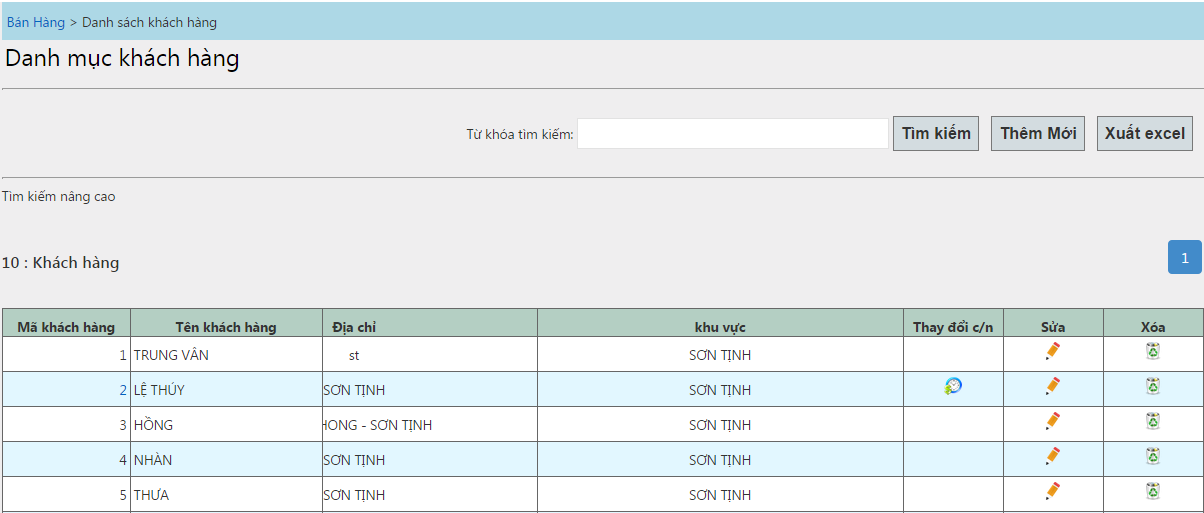 Bán Hàng > Danh sách khách hàng
Danh mục khách hàng
Từ khóa tìm kiếm: Tìm kiếm Thêm Mới Xuất excel
Tìm kiếm nâng cao
10 : Khách hàng 1
Mã khách hàng Tên khách hàng Địa chỉ khu vực Thay đổi c/n Sửa Xóa
1 TRUNG VÂN st SƠN TỊNH
2 LỆ THÚY SƠN TỊNH SƠN TỊNH
3 HỒNG HONG - SƠN TỊNH SƠN TỊNH
4 NHÀN SƠN TỊNH SƠN TỊNH
5 THƯA SƠN TỊNH SƠN TỊNH